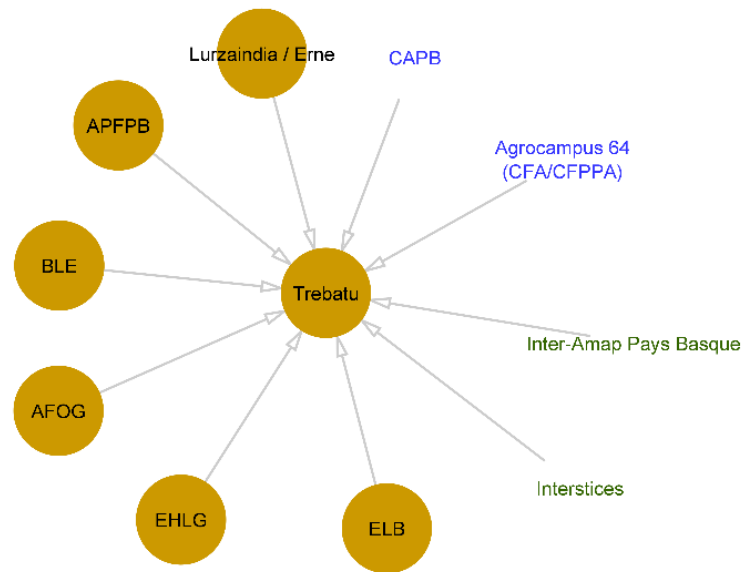 Lurzaindia / Erne
CAPB
APFPB
Agrocampus 64
(CFA/CFPPA)
BLE
Trebatu
Inter-Amap Pays Basque
AFOG
Interstices
EHLG
ELB